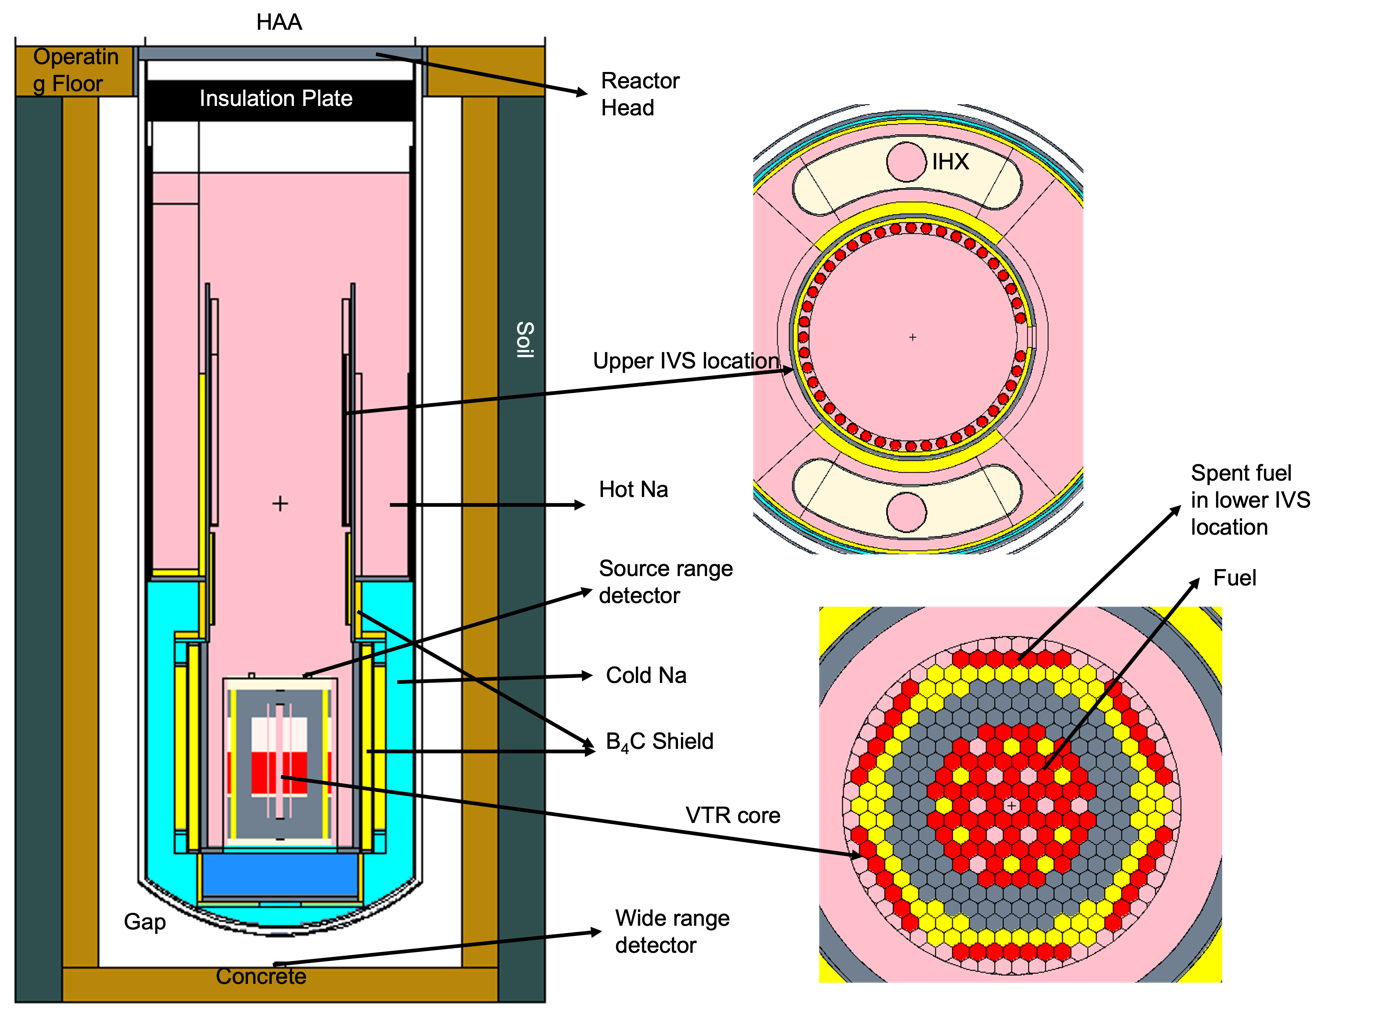 HAA
Operatin
g Floor
Insulation Plate
Reactor
Head
IHX
Soil
Upper IVS location
Hot Na
Spent fuel
in lower IVS
location
Source range
detector
Fuel
Cold Na
B₄C Shield
VTR core
Gap
Wide range
detector
Concrete